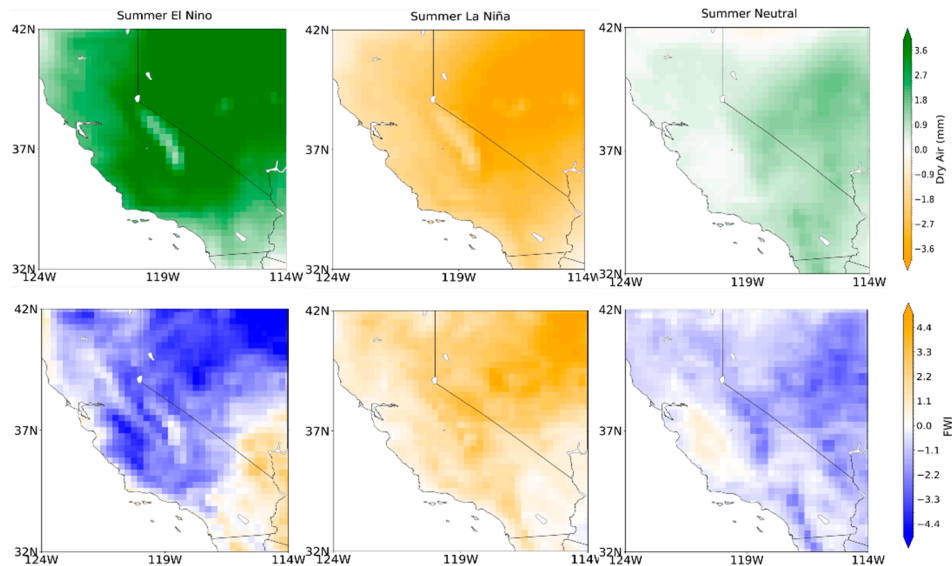 Summer El Nino
Summer La Niña
Summer Neutral
42N
37N
32N
124W
119W
114W
42N
37N
32N
124W
119W
114W
42N
37N
32N
124W
119W
114W
3.6
2.7
1.8
0.9
0.0
−0.9
−1.8
−2.7
−3.6
Dry Air (mm)
42N
37N
32N
124W
119W
114W
42N
37N
32N
124W
119W
114W
42N
37N
32N
124W
119W
114W
4.4
3.3
2.2
1.1
0.0
−1.1
−2.2
−3.3
−4.4
FWI